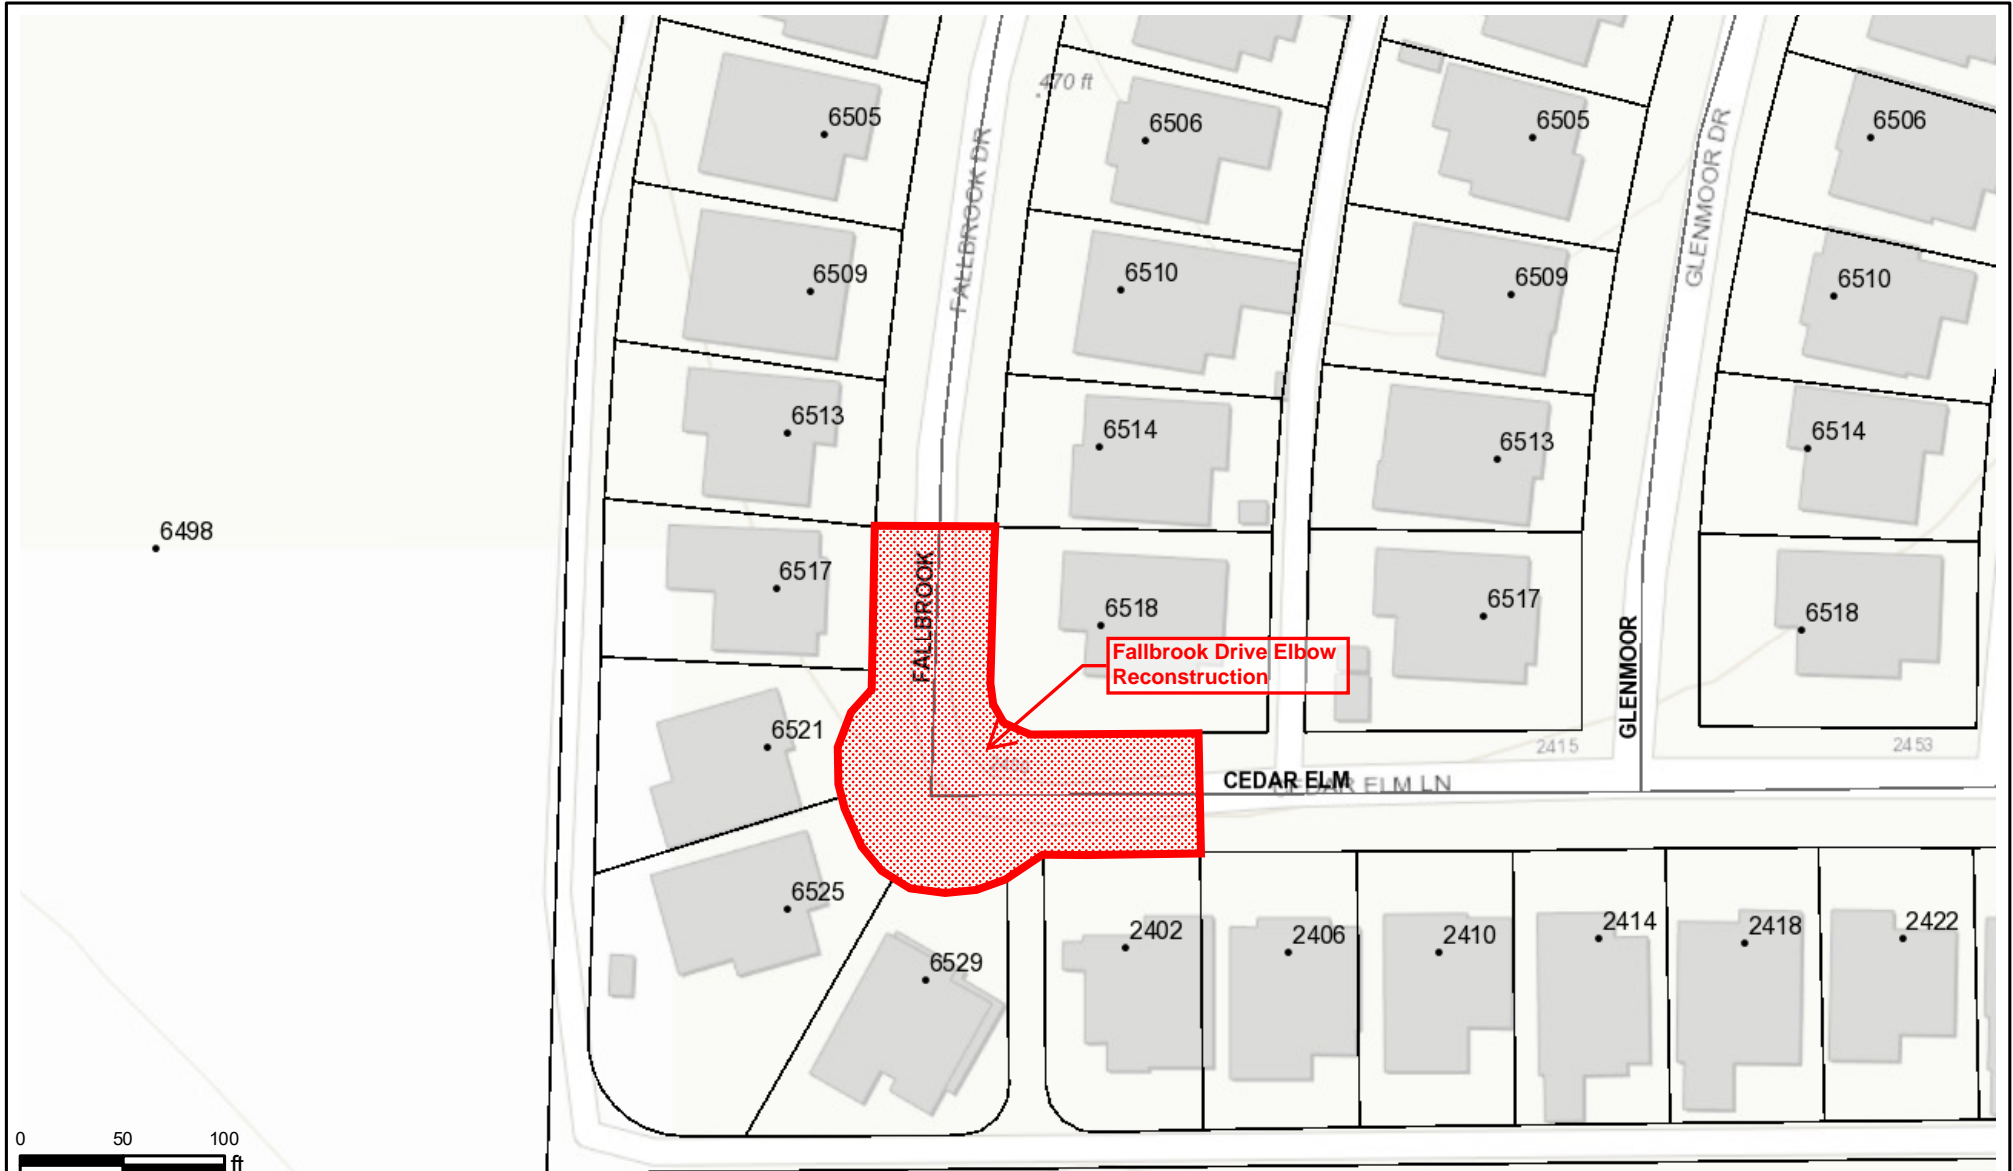 470 ft
6505
6506
6505
6506
FALLBROOK DR
GLENMOOR DR
6509
6510
6509
6510
6513
6514
6513
6514
6498
FALLBROOK
6517
6518
6517
6518
Fallbrook Drive Elbow
Reconstruction
GLENMOOR
6521
2415
2453
CEDAR ELM
CEDAR ELM LN
6525
6529
2402
2406
2410
2414
2418
2422
0 50 100
ft